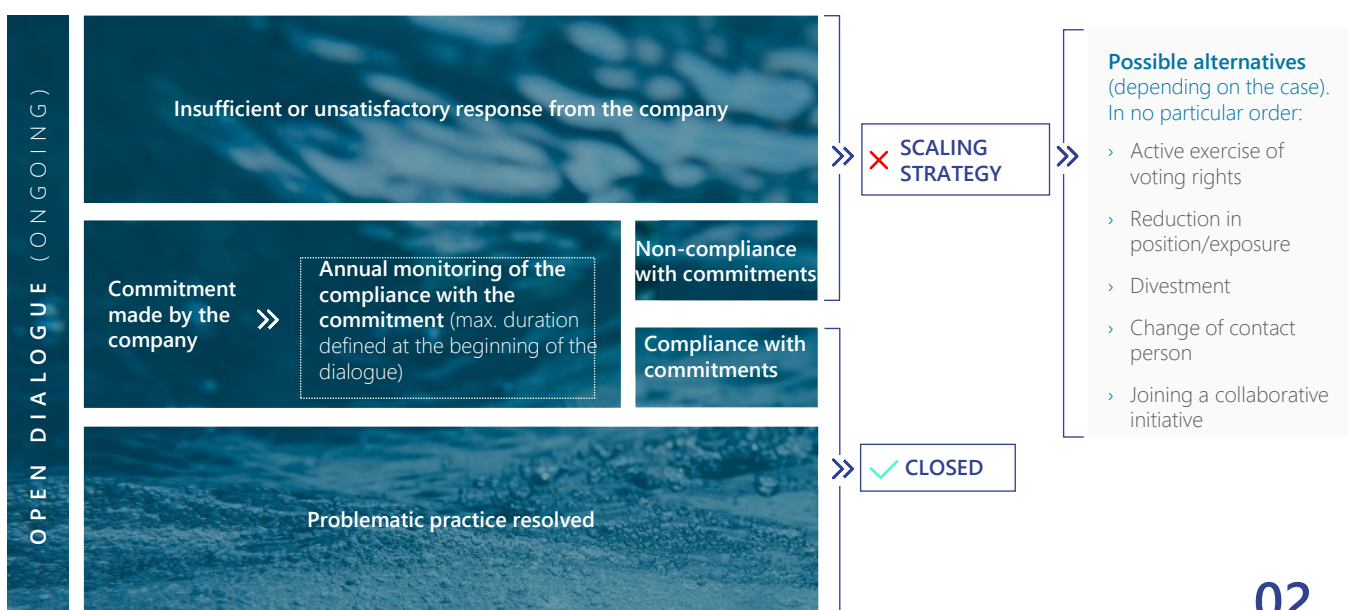 OPEN DIALOGUE (ONGOING)
Insufficient or unsatisfactory response from the company
Commitment
made by the
company
Annual monitoring of the
compliance with the
commitment (max. duration
defined at the beginning of the
dialogue)
Non-compliance
with commitments
Compliance with
commitments
Problematic practice resolved
SCALING
STRATEGY
CLOSED
Possible alternatives
(depending on the case).
In no particular order:
› Active exercise of
voting rights
› Reduction in
position/exposure
› Divestment
› Change of contact
person
› Joining a collaborative
initiative
02